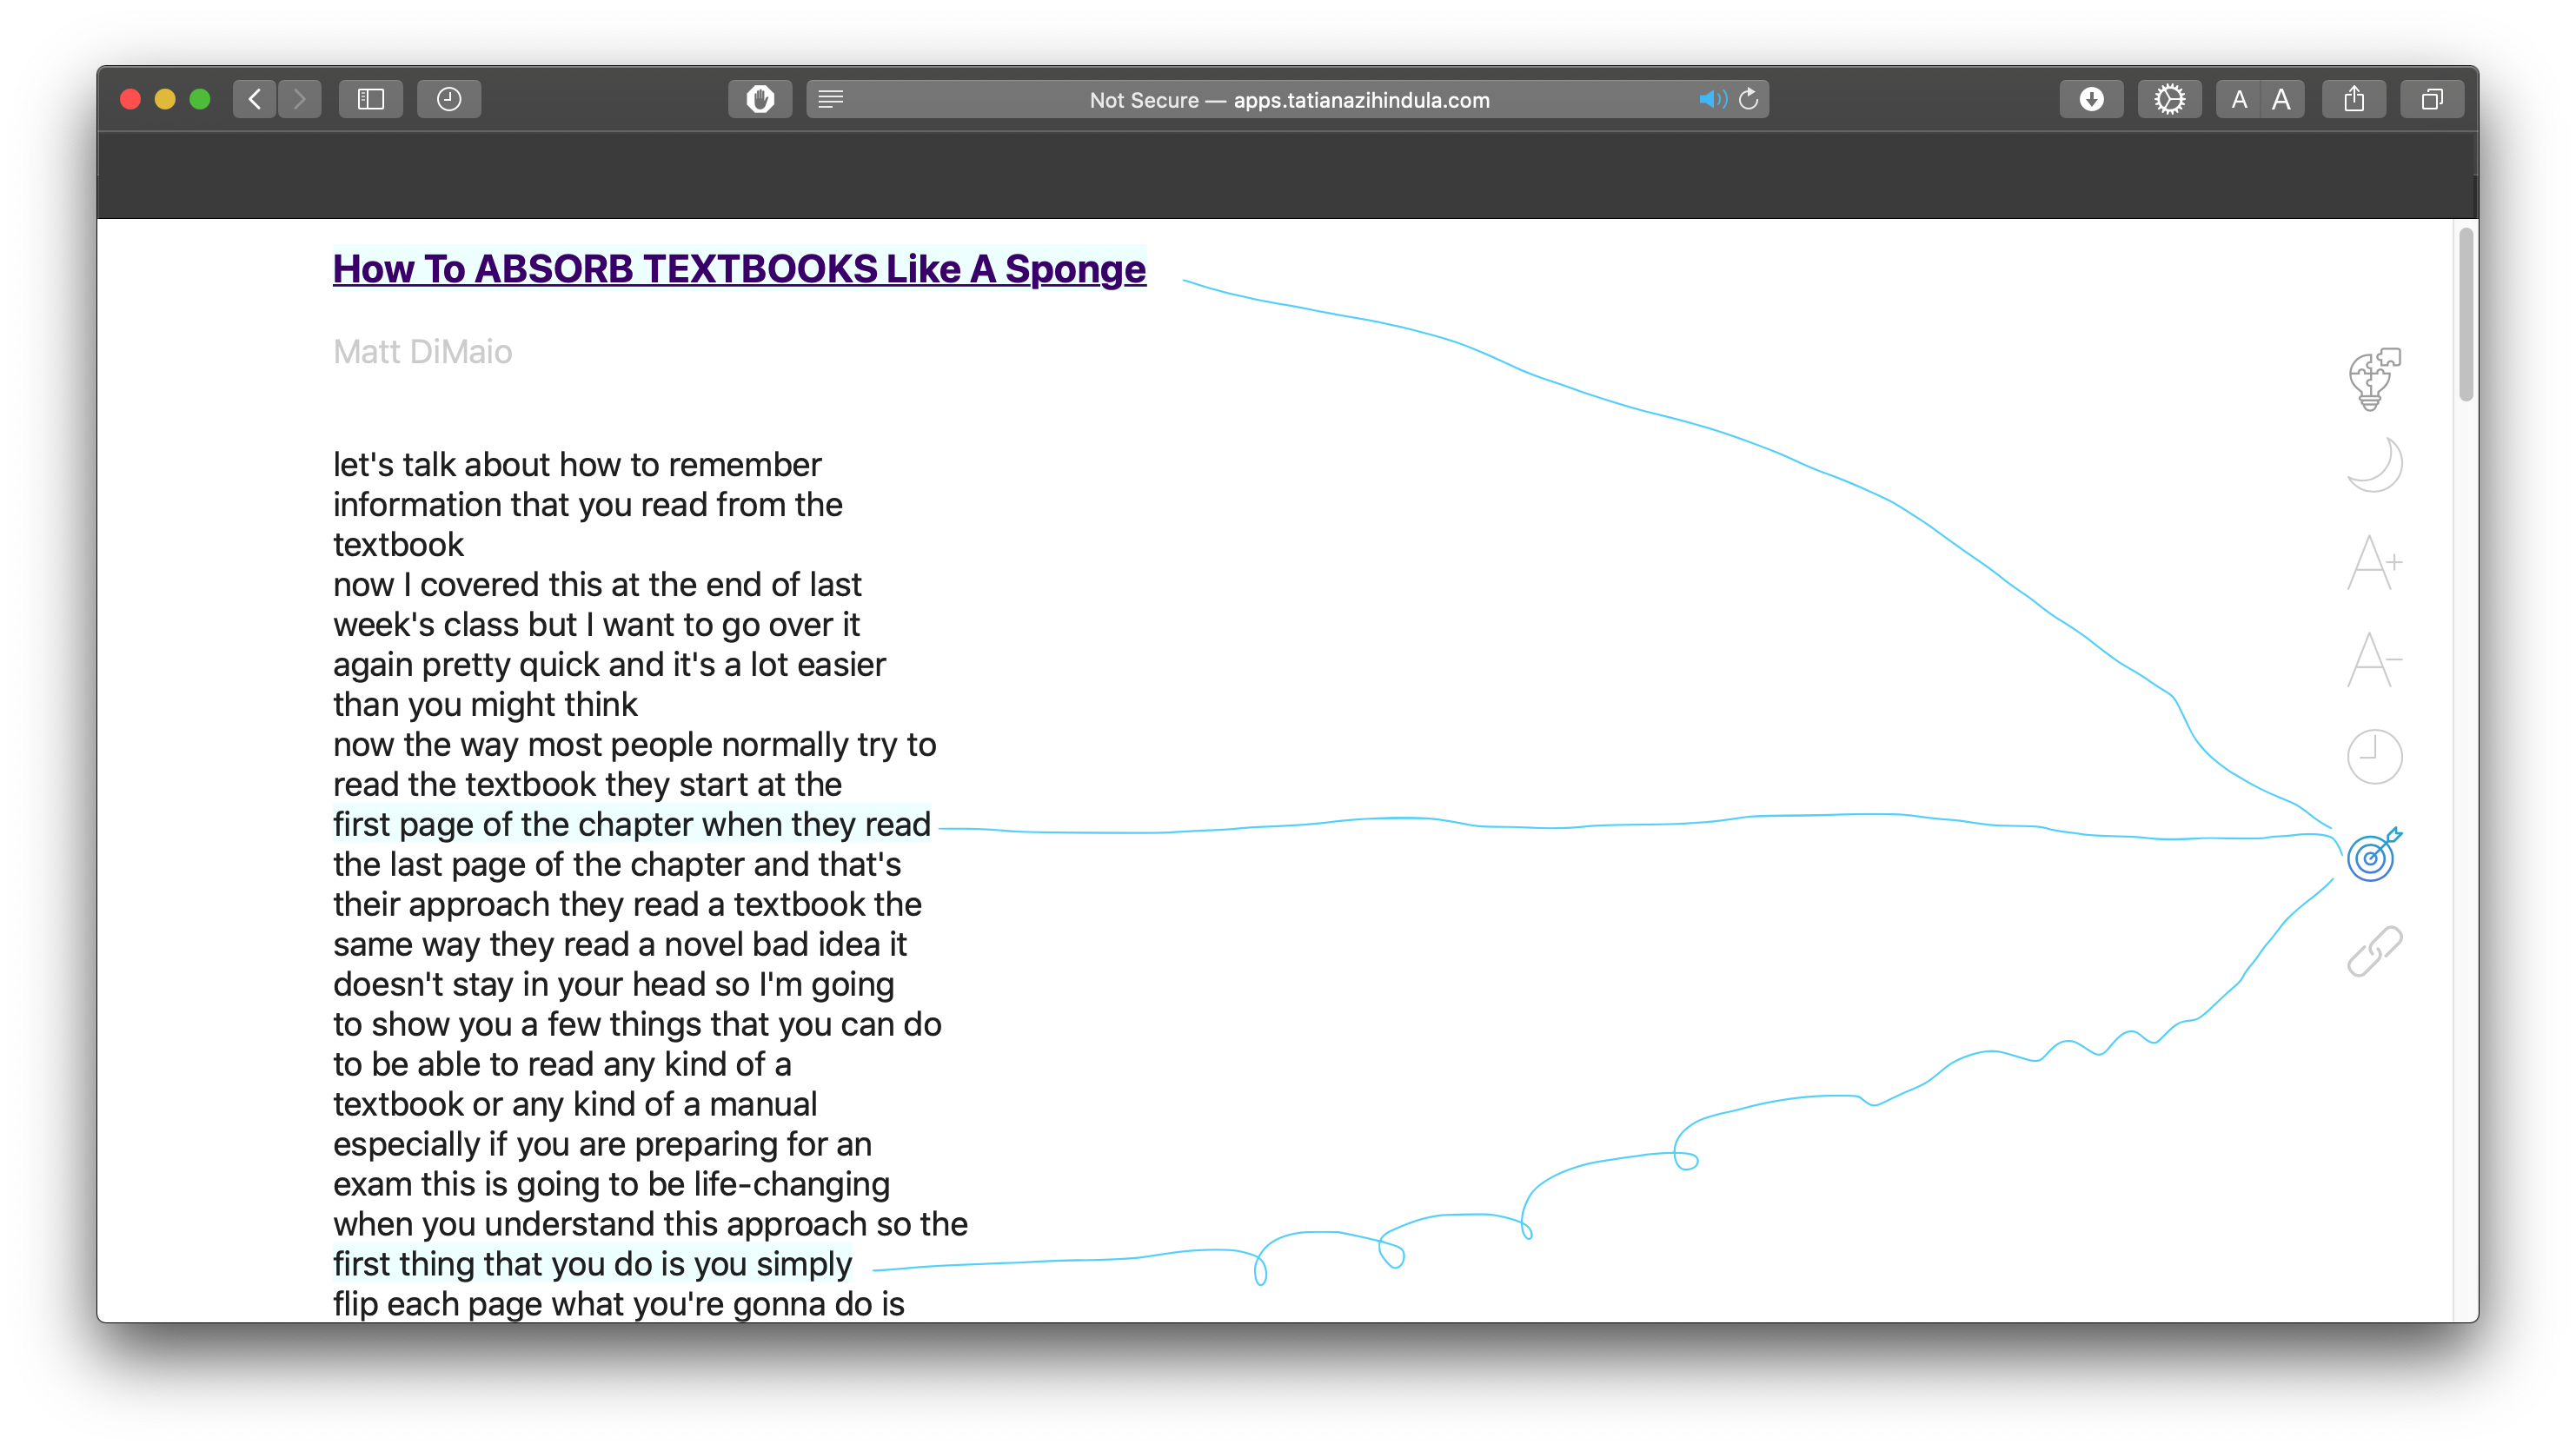 Not Secure — apps.tatianazihindula.com
A A
How To ABSORB TEXTBOOKS Like A Sponge
Matt DiMaio
let's talk about how to remember
information that you read from the
textbook
now I covered this at the end of last
week's class but I want to go over it
again pretty quick and it's a lot easier
than you might think
now the way most people normally try to
read the textbook they start at the
first page of the chapter when they read
the last page of the chapter and that's
their approach they read a textbook the
same way they read a novel bad idea it
doesn't stay in your head so I'm going
to show you a few things that you can do
to be able to read any kind of a
textbook or any kind of a manual
especially if you are preparing for an
exam this is going to be life-changing
when you understand this approach so the
first thing that you do is you simply
flip each page what you're gonna do is
A+
A-